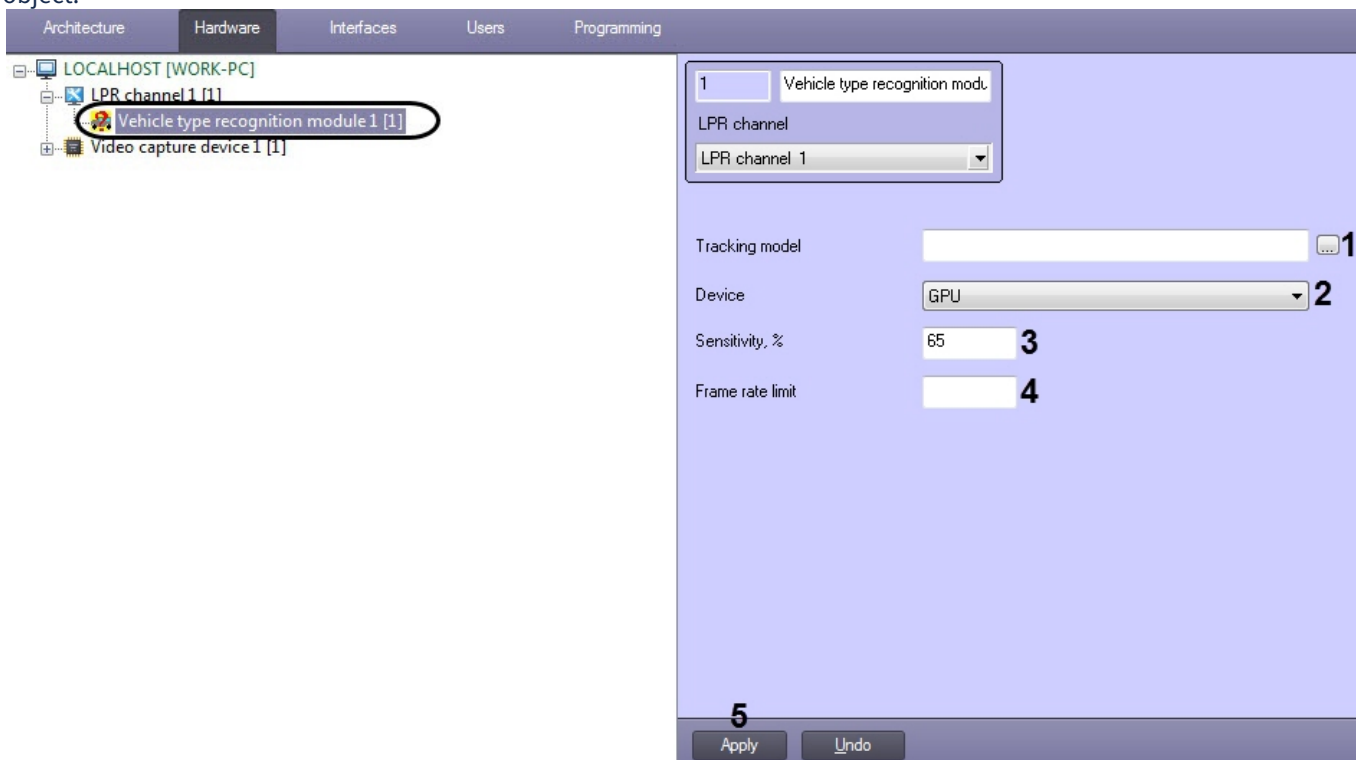 object.
Architecture Hardware Interfaces Users Programming
LOCALHOST [WORK-PC]
LPR channel 1 [1]
Vehicle type recognition module 1 [1]
Video capture device 1 [1]
1 Vehicle type recognition modu
LPR channel
LPR channel 1
Tracking model ... 1
Device GPU 2
Sensitivity, % 65 3
Frame rate limit 4
5
Apply Undo